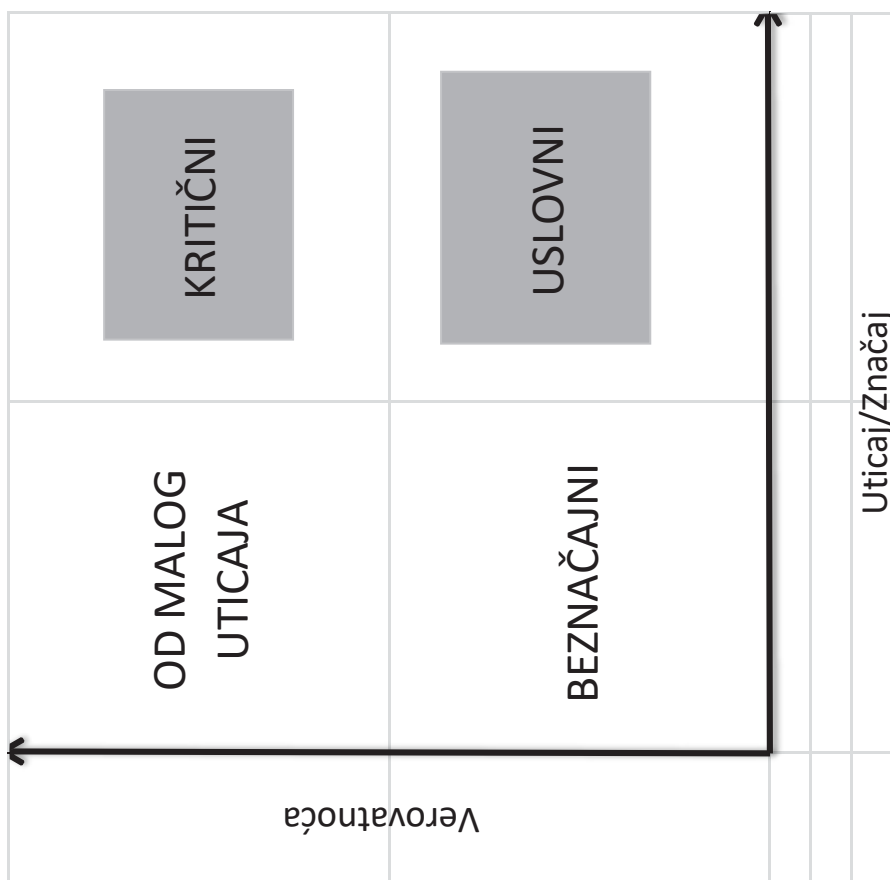 OD MALOG
UTICAJA
KRITIČNI
BEZNAČAJNI
USLOVNI
Verovatnoća
Uticaj/Značaj